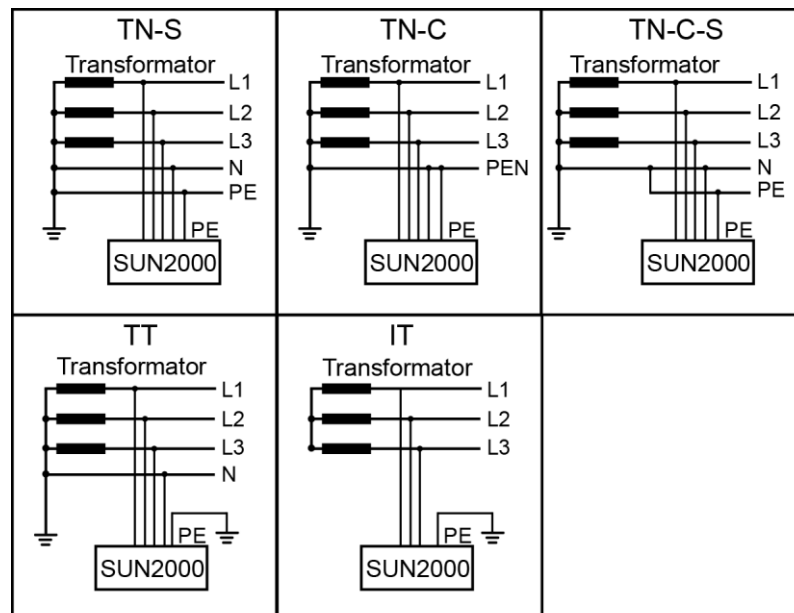 TN-S
Transformator
L1
L2
L3
N
PE
PE
SUN2000
TN-C
Transformator
L1
L2
L3
PEN
PE
SUN2000
TN-C-S
Transformator
L1
L2
L3
N
PE
PE
SUN2000
TT
Transformator
L1
L2
L3
N
PE
SUN2000
IT
Transformator
L1
L2
L3
PE
SUN2000